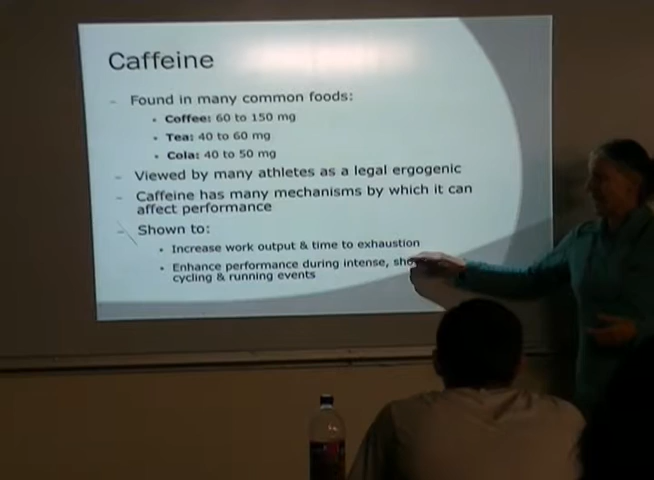 Caffeine
– Found in many common foods:
• Coffee: 60 to 150 mg
• Tea: 40 to 60 mg
• Cola: 40 to 50 mg
– Viewed by many athletes as a legal ergogenic
– Caffeine has many mechanisms by which it can
affect performance
– Shown to:
• Increase work output & time to exhaustion
• Enhance performance during intense,
cycling & running events